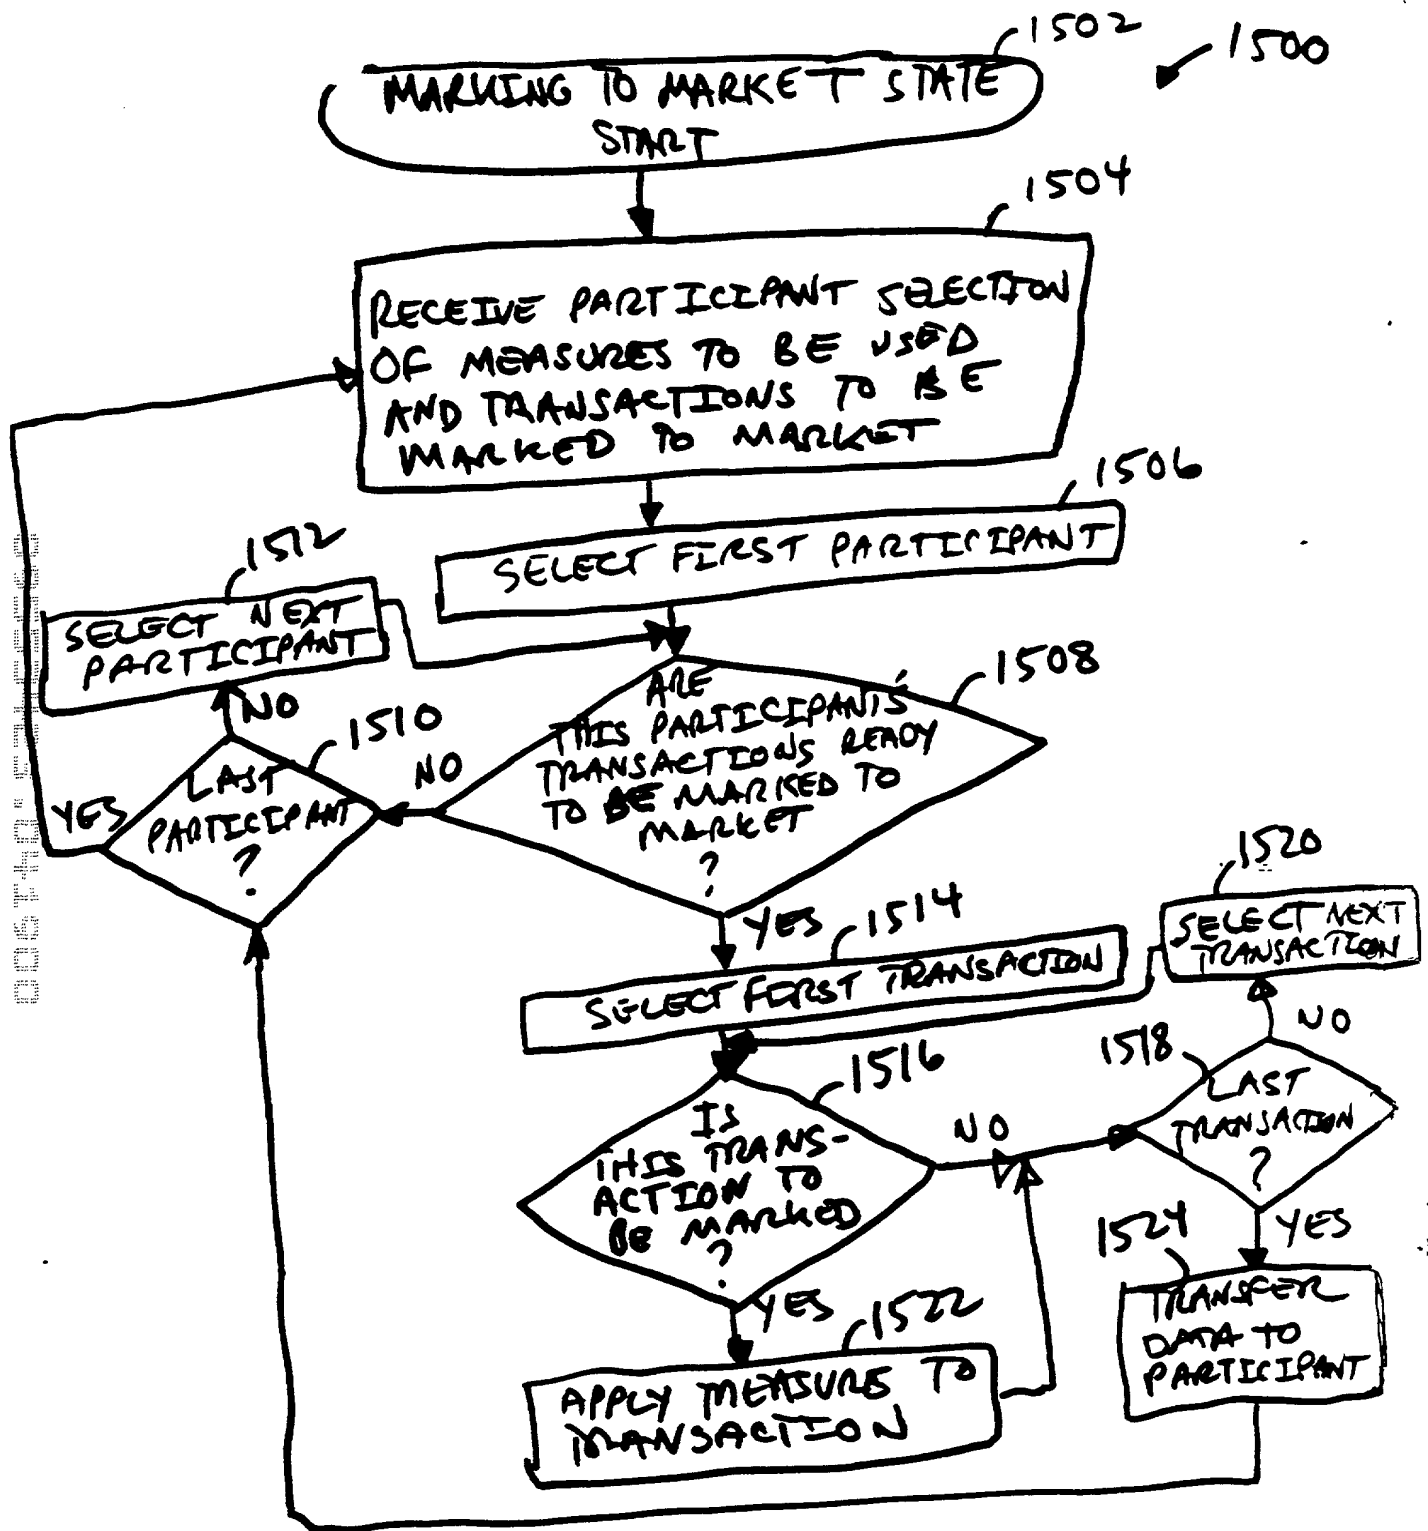 1502
1500
MARKING TO MARKET STATE
START
1504
RECEIVE PARTICIPANT SELECTION
OF MEASURES TO BE USED
AND TRANSACTIONS TO BE
MARKED TO MARKET
1506
SELECT FIRST PARTICIPANT
1512
SELECT NEXT
PARTICIPANT
NO
1508
ARE
THIS PARTICIPANTS'
TRANSACTIONS READY
TO BE MARKED TO
MARKET
?
1510
NO
LAST
PARTICIPANT
?
YES
YES
1514
SELECT FIRST TRANSACTION
1520
SELECT NEXT
TRANSACTION
NO
1516
IS
THIS TRANS-
ACTION TO
BE MARKED
?
NO
1518
LAST
TRANSACTION
?
YES
YES
1522
APPLY MEASURE TO
TRANSACTION
1524
TRANSFER
DATA TO
PARTICIPANT